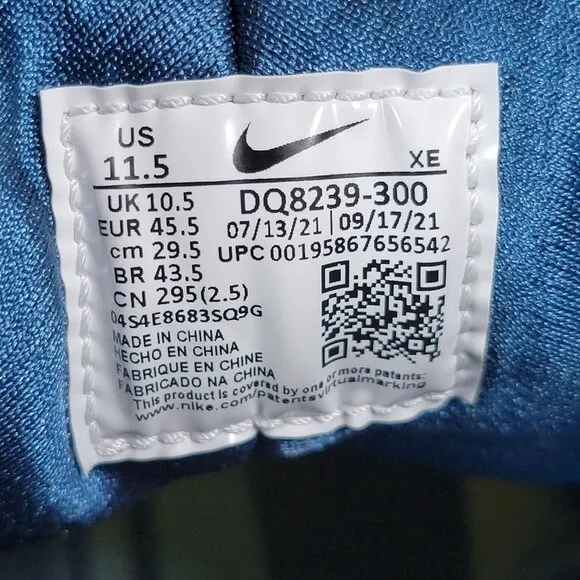 US
11.5
XE
UK 10.5
EUR 45.5
cm 29.5
BR 43.5
CN 295(2.5)
DQ8239-300
07/13/21 | 09/17/21
UPC 00195867656542
04S4E8683SQ9G
MADE IN CHINA
HECHO EN CHINA
FABRIQUE EN CHINE
FABRICADO NA CHINA
This product is covered by one or more patents:
www.nike.com/patentsvirtualmarking